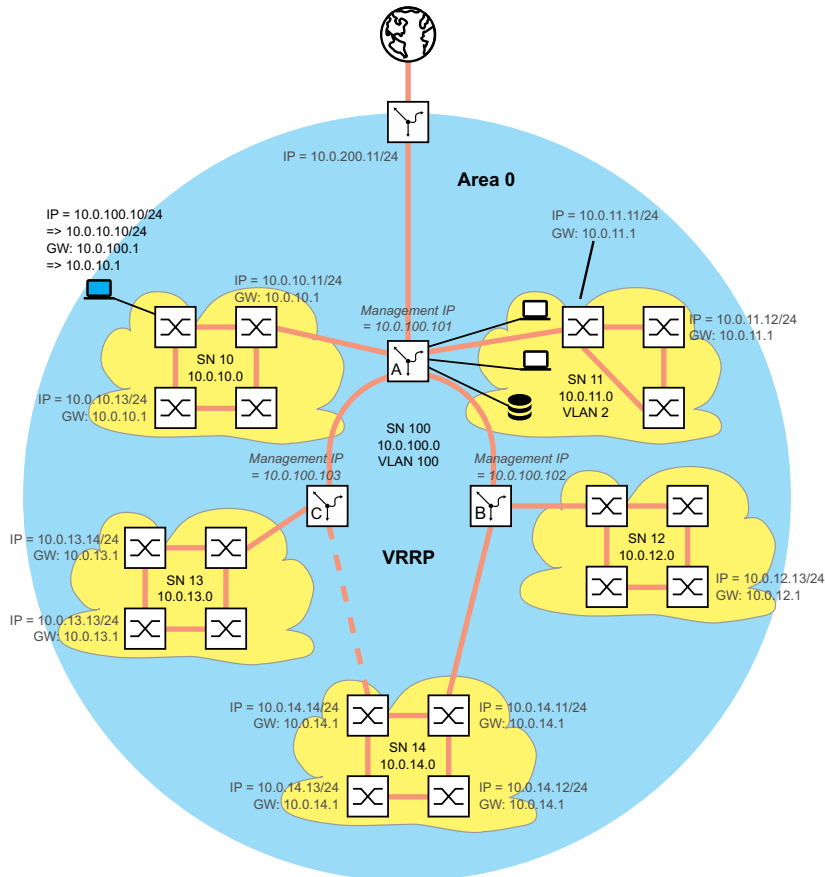 IP = 10.0.200.11/24
Area 0
IP = 10.0.100.10/24
=> 10.0.10.10/24
GW: 10.0.100.1
=> 10.0.10.1
IP = 10.0.11.11/24
GW: 10.0.11.1
IP = 10.0.10.11/24
GW: 10.0.10.1
Management IP
= 10.0.100.101
IP = 10.0.11.12/24
GW: 10.0.11.1
SN 10
10.0.10.0
A
SN 11
10.0.11.0
VLAN 2
IP = 10.0.10.13/24
GW: 10.0.10.1
SN 100
10.0.100.0
VLAN 100
Management IP
= 10.0.100.103
Management IP
= 10.0.100.102
C
B
IP = 10.0.13.14/24
GW: 10.0.13.1
SN 12
10.0.12.0
VRRP
SN 13
10.0.13.0
IP = 10.0.12.13/24
GW: 10.0.12.1
IP = 10.0.13.13/24
GW: 10.0.13.1
IP = 10.0.14.14/24
GW: 10.0.14.1
IP = 10.0.14.11/24
GW: 10.0.14.1
SN 14
10.0.14.0
IP = 10.0.14.13/24
GW: 10.0.14.1
IP = 10.0.14.12/24
GW: 10.0.14.1